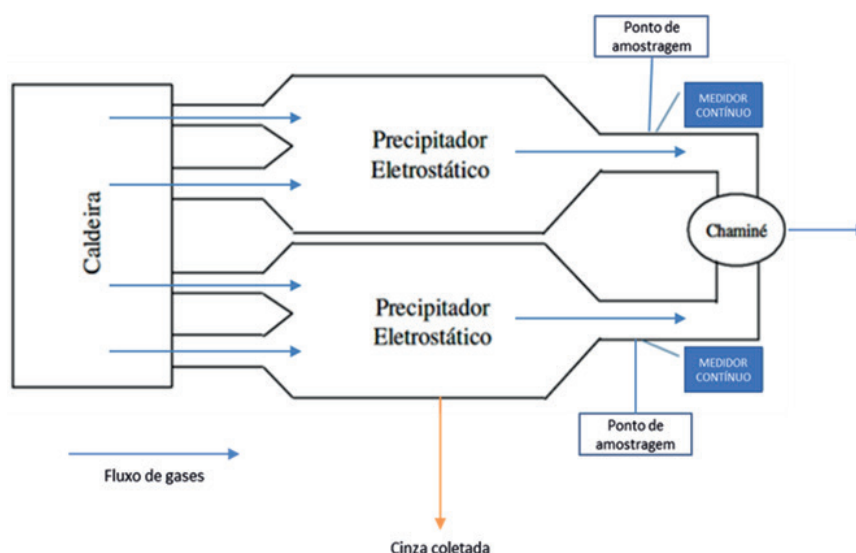 Ponto de
amostragem
MEDIDOR
CONTÍNUO
Caldeira
Precipitador
Eletrostático
Chaminé
Precipitador
Eletrostático
MEDIDOR
CONTÍNUO
Ponto de
amostragem
Fluxo de gases
Cinza coletada